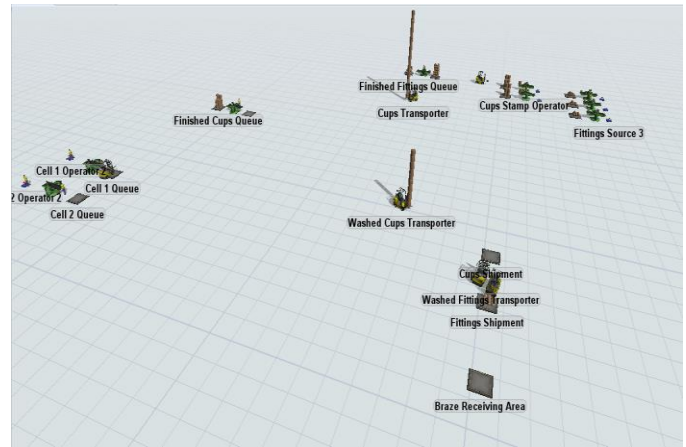 Finished Fittings Queue
Cups Transporter
Cups Stamp Operator
Finished Cups Queue
Fittings Source 3
Cell 1 Operator 2
Cell 1 Queue
2 Operator 2
Cell 2 Queue
Washed Cups Transporter
Cups Shipment
Washed Fittings Transporter
Fittings Shipment
Braze Receiving Area